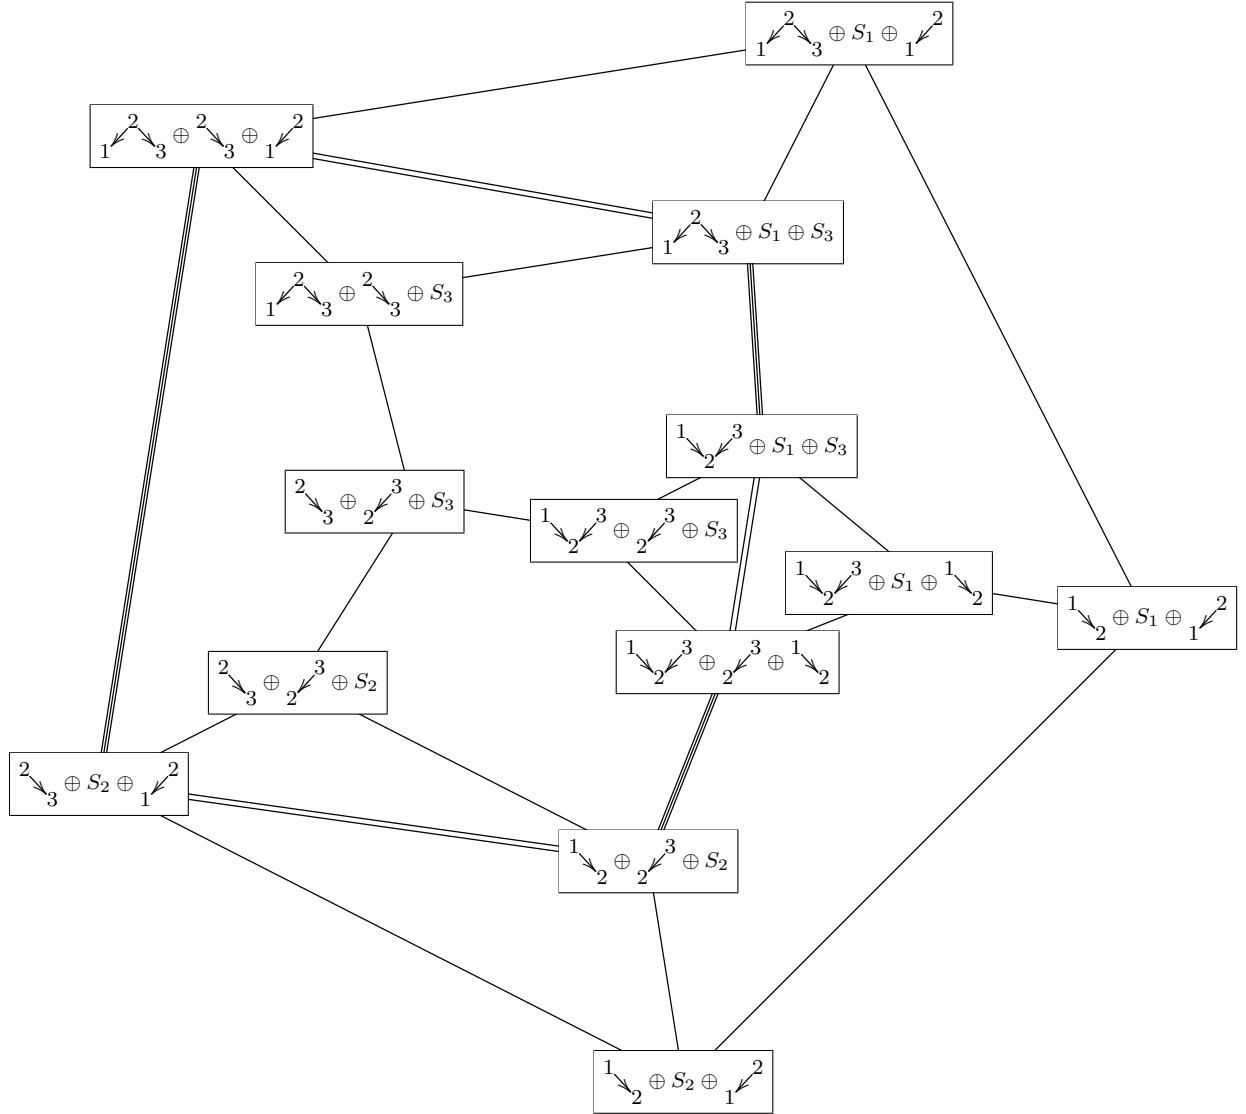 1 2 3 ⊕ S₁ ⊕ 1 2
1 2 3 ⊕ 2 3 ⊕ 1 2
1 2 3 ⊕ S₁ ⊕ S₃
1 2 3 ⊕ 2 3 ⊕ S₃
1 2 3 ⊕ S₁ ⊕ S₃
2 3 ⊕ 2 3 ⊕ S₃
1 2 3 ⊕ 2 3 ⊕ S₃
1 2 3 ⊕ S₁ ⊕ 1 2
1 2 ⊕ S₁ ⊕ 1 2
1 2 3 ⊕ 2 3 ⊕ 1 2
2 3 ⊕ 2 3 ⊕ S₂
2 3 ⊕ S₂ ⊕ 1 2
1 2 ⊕ 2 3 ⊕ S₂
1 2 ⊕ S₂ ⊕ 1 2